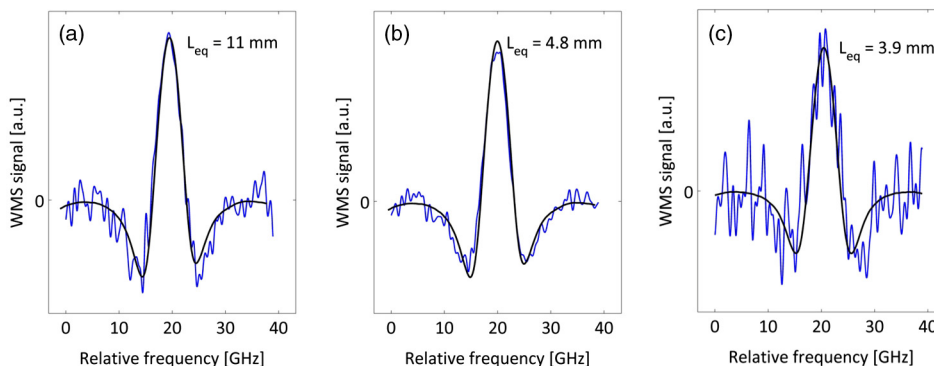 (a)
L_eq = 11 mm
WMS signal [a.u.]
0
0 10 20 30 40
Relative frequency [GHz]
(b)
L_eq = 4.8 mm
WMS signal [a.u.]
0
0 10 20 30 40
Relative frequency [GHz]
(c)
L_eq = 3.9 mm
WMS signal [a.u.]
0
0 10 20 30 40
Relative frequency [GHz]